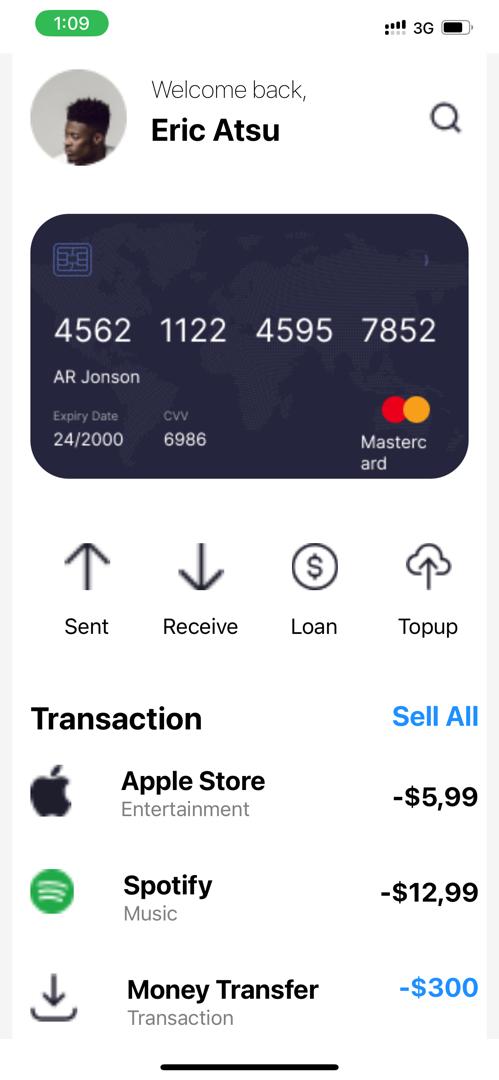 1:09
3G
Welcome back,
Eric Atsu
4562 1122 4595 7852
AR Jonson
Expiry Date CVV
24/2000 6986
Masterc
ard
Sent Receive Loan Topup
Transaction Sell All
Apple Store
Entertainment
-$5,99
Spotify
Music
-$12,99
Money Transfer
Transaction
-$300